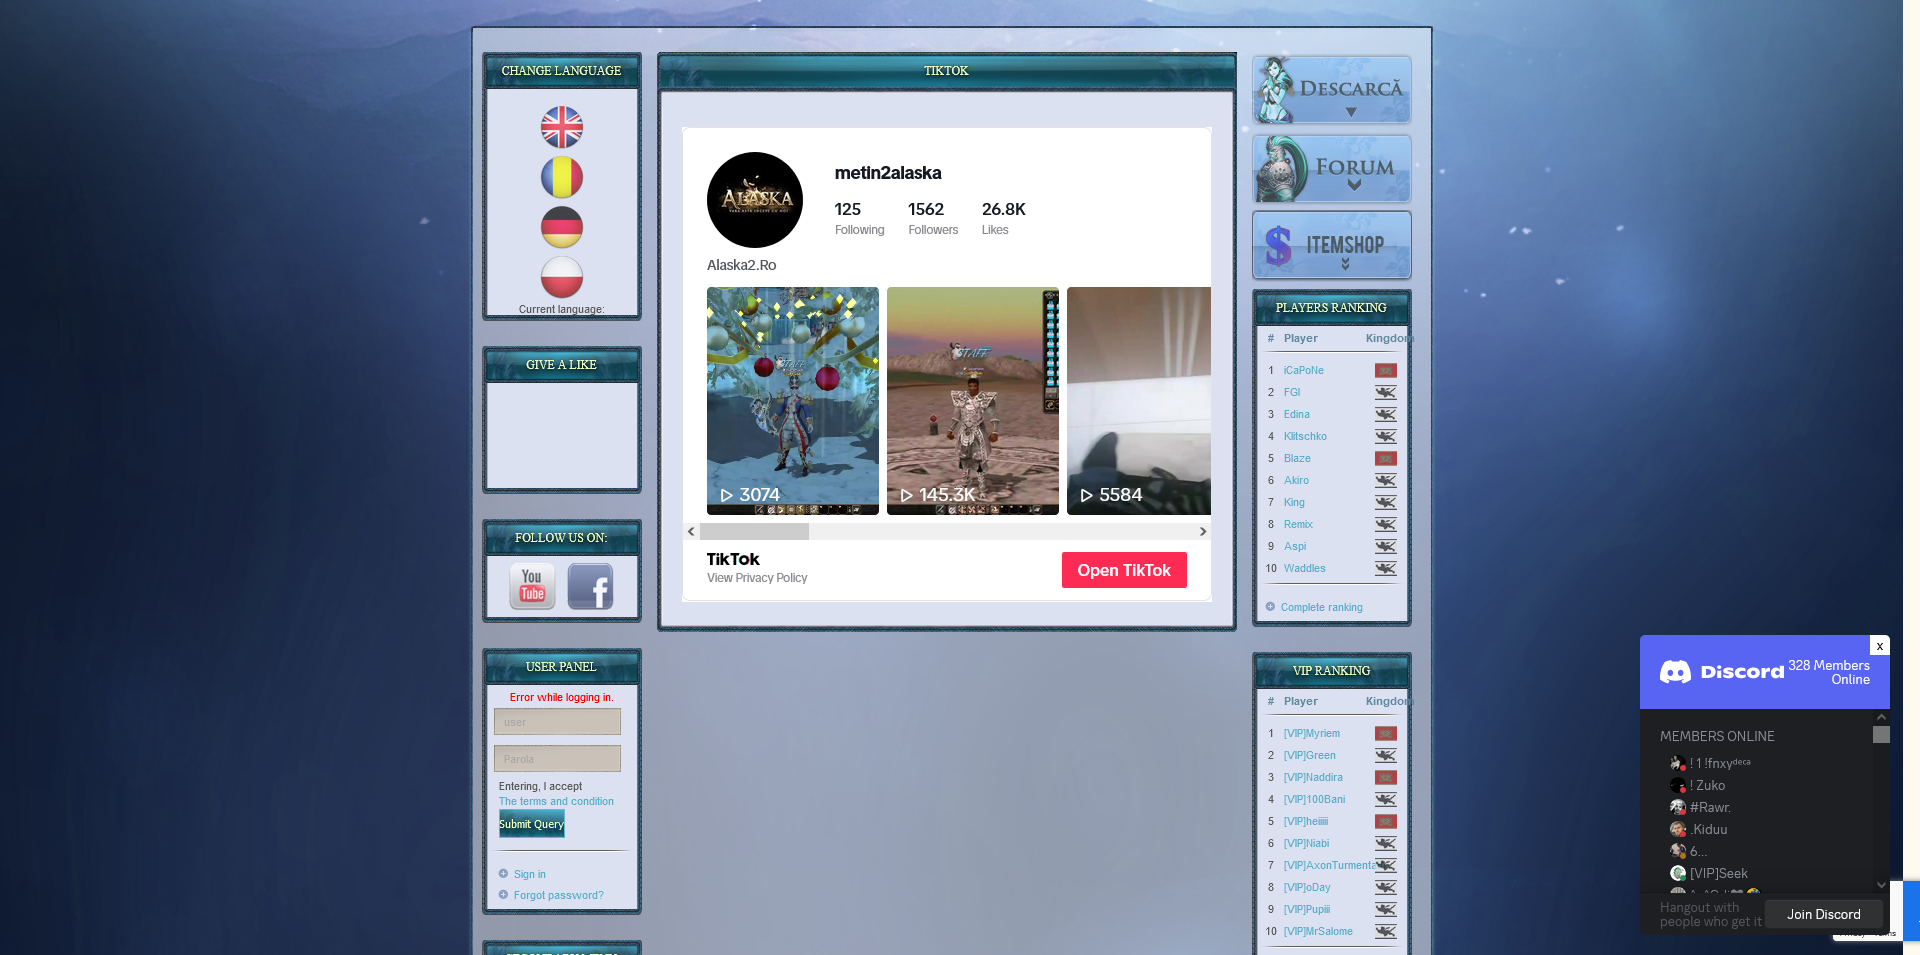 CHANGE LANGUAGE
Current language:
GIVE A LIKE
FOLLOW US ON:
You
Tube
f
USER PANEL
Error while logging in.
user
Parola
Entering, I accept
The terms and condition
Submit Query
Sign in
Forgot password?
TIKTOK
ALASKA
metin2alaska
125
1562
26.8K
Following
Followers
Likes
Alaska2.Ro
STAFF
STAFF
3074
145.3K
5584
TikTok
View Privacy Policy
Open TikTok
DESCARCĂ
FORUM
$ ITEMSHOP
PLAYERS RANKING
# Player Kingdom
1 iCaPoNe
2 FGI
3 Edina
4 Klitschko
5 Blaze
6 Akiro
7 King
8 Remix
9 Aspi
10 Waddles
Complete ranking
VIP RANKING
# Player Kingdom
1 [VIP]Myriem
2 [VIP]Green
3 [VIP]Naddira
4 [VIP]100Bani
5 [VIP]heiiiii
6 [VIP]Niabi
7 [VIP]AxonTurmenta
8 [VIP]oDay
9 [VIP]Pupiii
10 [VIP]MrSalome
x
Discord
328 Members
Online
MEMBERS ONLINE
! 1 !fnxyᵈᵉᶜᵃ
! Zuko
#Rawr.
.Kiduu
6...
[VIP]Seek
Hangout with
people who get it
Join Discord